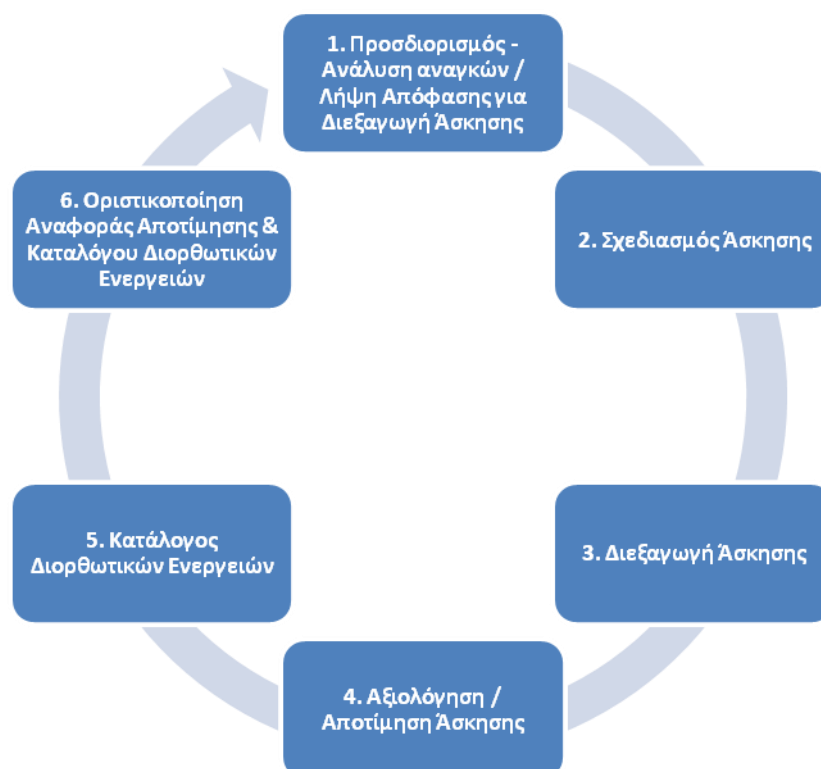 1. Προσδιορισμός -
Ανάλυση αναγκών /
Λήψη Απόφασης για
Διεξαγωγή Άσκησης
2. Σχεδιασμός Άσκησης
3. Διεξαγωγή Άσκησης
4. Αξιολόγηση /
Αποτίμηση Άσκησης
5. Κατάλογος
Διορθωτικών Ενεργειών
6. Οριστικοποίηση
Αναφοράς Αποτίμησης &
Καταλόγου Διορθωτικών
Ενεργειών